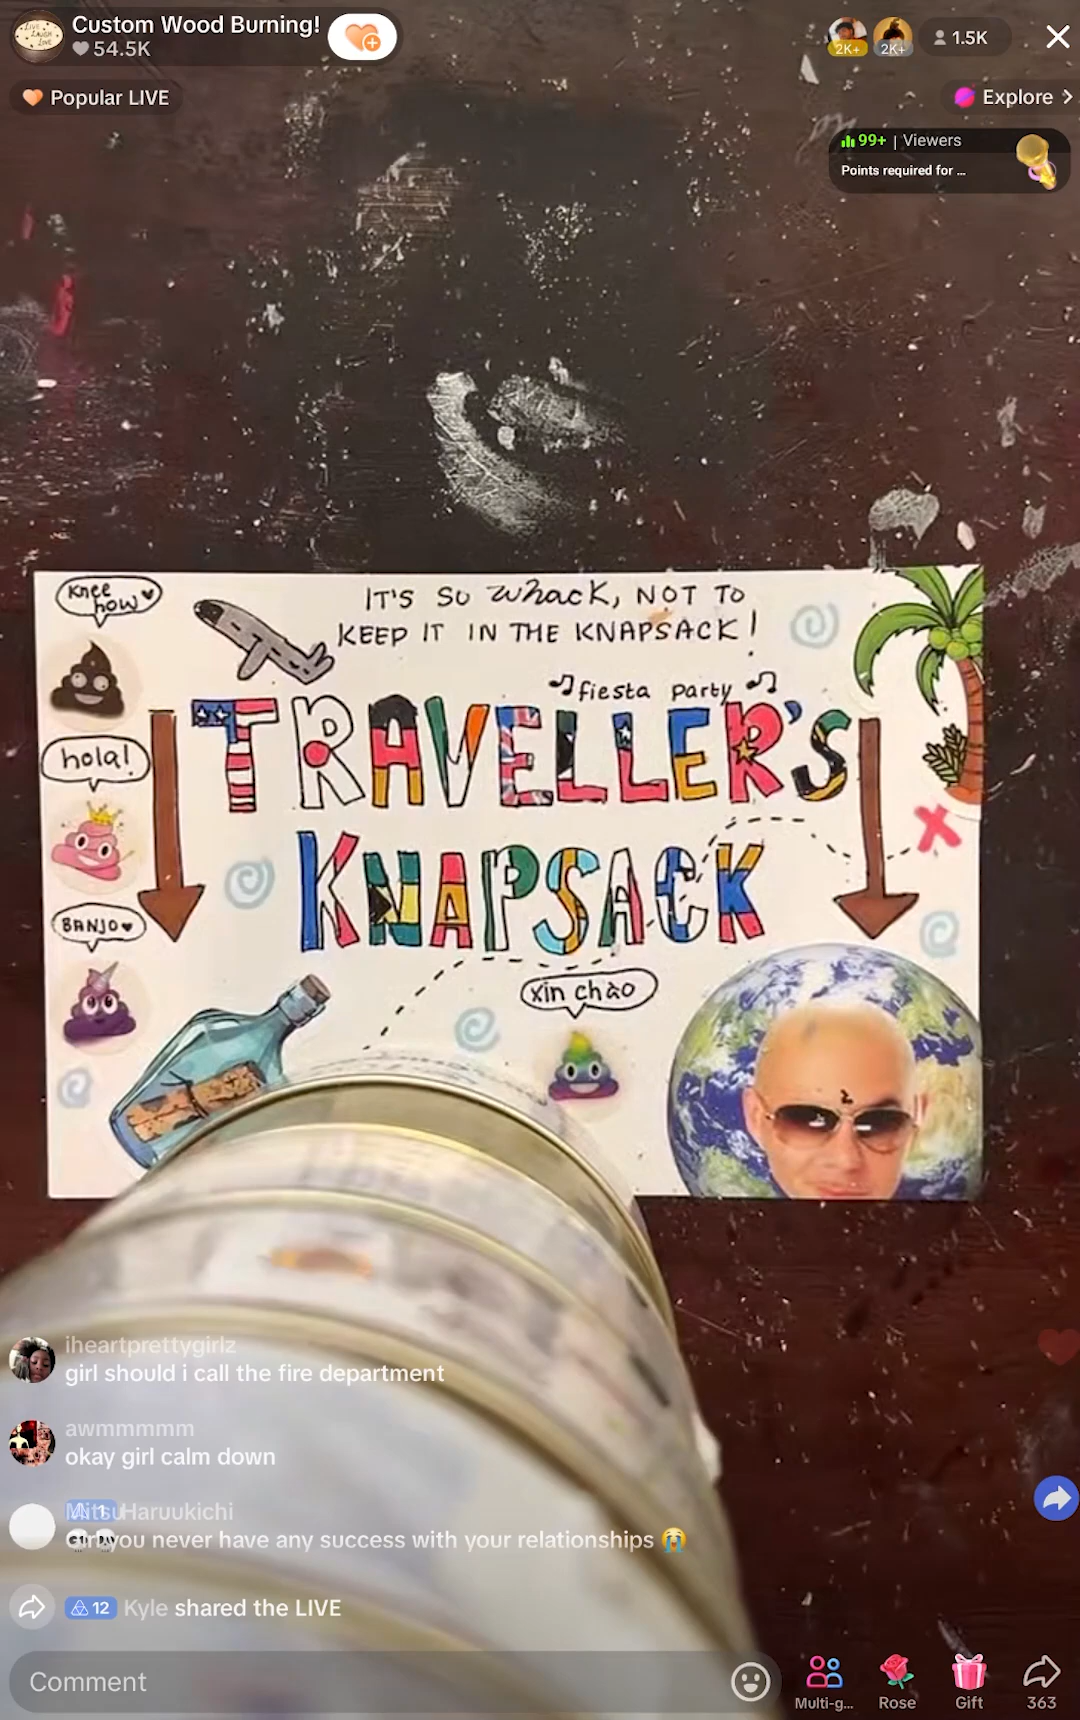 Custom Wood Burning!
54.5K
2K+
2K+
1.5K
Popular LIVE
Explore >
99+ | Viewers
Points required for ...
Knee how
IT'S SO whack, NOT TO
KEEP IT IN THE KNAPSACK!
fiesta party
hola!
TRAVELLER'S
KNAPSACK
BANJO
xin chào
iheartprettygirlz
girl should i call the fire department
awmmmmm
okay girl calm down
MitsuHaruukichi
you never have any success with your relationships 😭
12 Kyle shared the LIVE
Comment
Multi-g...
Rose
Gift
363